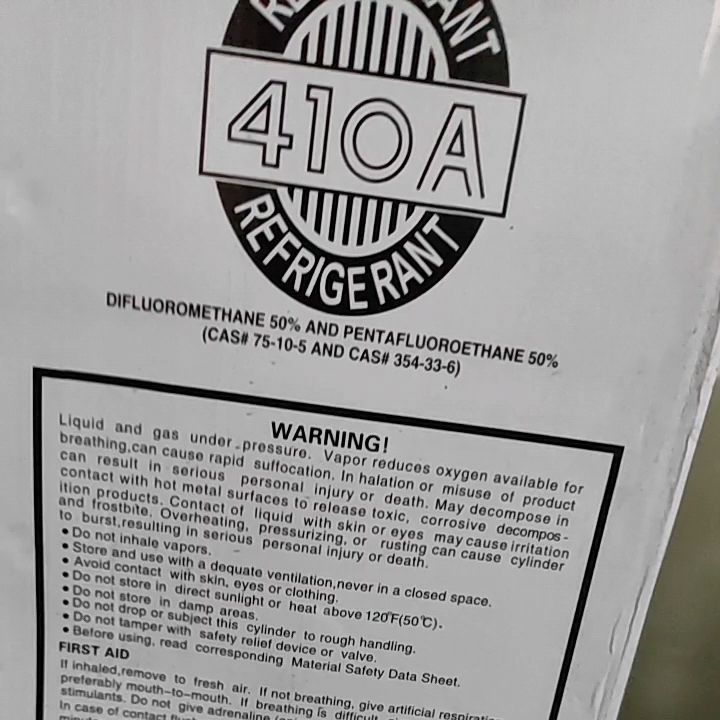 REFRIGERANT
410A
REFRIGERANT
DIFLUOROMETHANE 50% AND PENTAFLUOROETHANE 50%
(CAS# 75-10-5 AND CAS# 354-33-6)
WARNING!
Liquid and gas under pressure. Vapor reduces oxygen available for
breathing,can cause rapid suffocation. In halation or misuse of product
can result in serious personal injury or death. May decompose in
contact with hot metal surfaces to release toxic, corrosive decompos-
ition products. Contact of liquid with skin or eyes may cause irritation
and frostbite. Overheating, pressurizing, or rusting can cause cylinder
to burst,resulting in serious personal injury or death.
• Do not inhale vapors.
• Store and use with a dequate ventilation,never in a closed space.
• Avoid contact with skin, eyes or clothing.
• Do not store in direct sunlight or heat above 120°F(50℃).
• Do not store in damp areas.
• Do not drop or subject this cylinder to rough handling.
• Do not tamper with safety relief device or valve.
• Before using, read corresponding Material Safety Data Sheet.
FIRST AID
If inhaled,remove to fresh air. If not breathing, give artificial
preferably mouth-to-mouth. If breathing is difficult,
stimulants. Do not give adrenaline
In case of contact